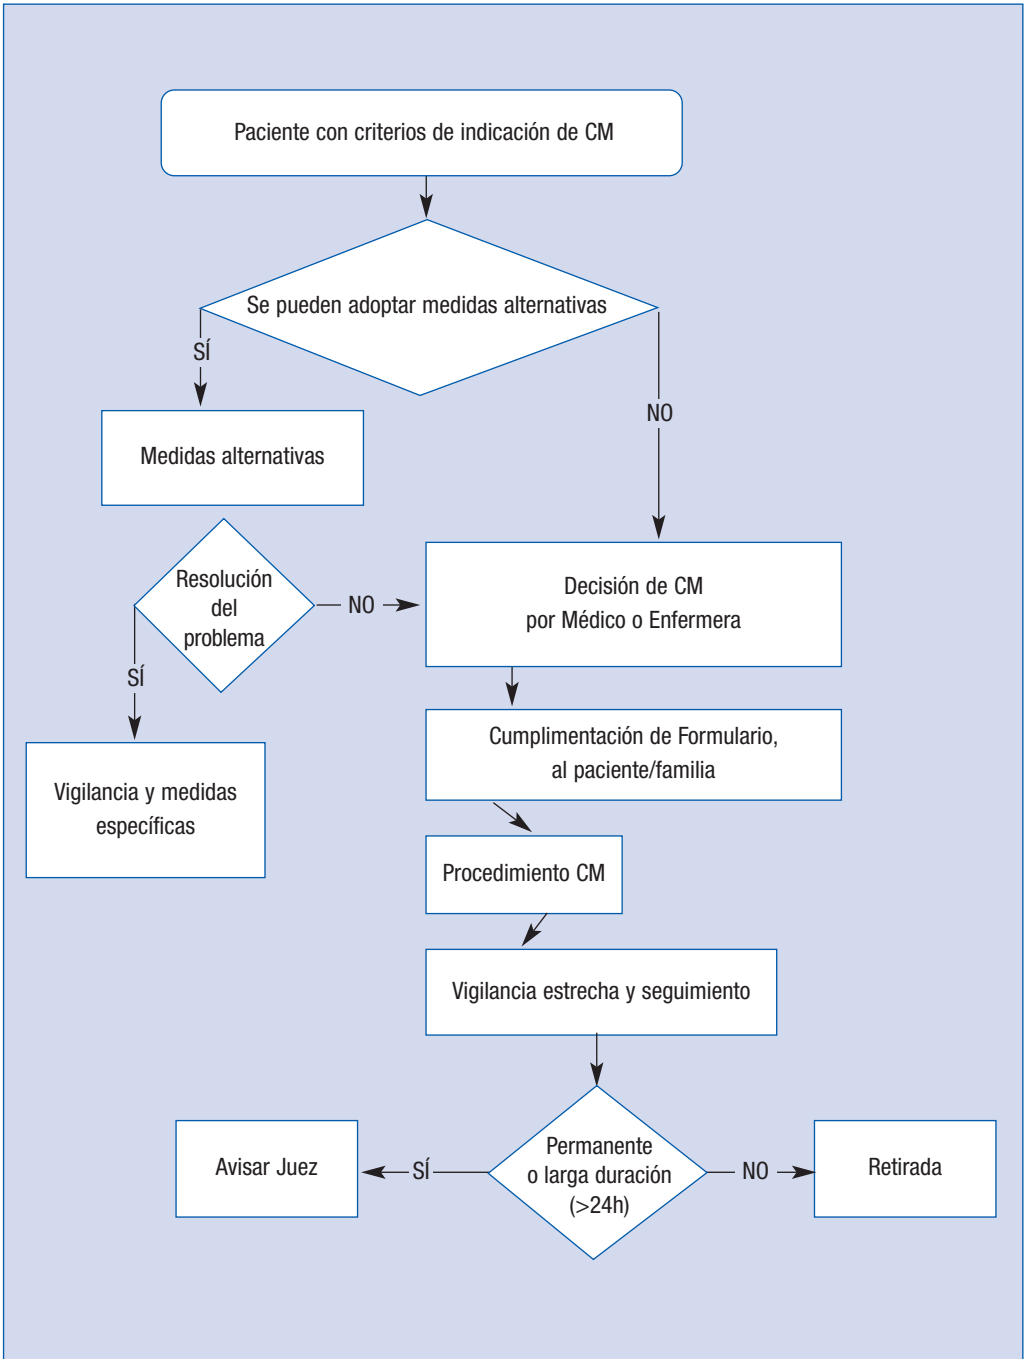 Paciente con criterios de indicación de CM
Se pueden adoptar medidas alternativas
SÍ
NO
Medidas alternativas
Resolución
del
problema
NO
Decisión de CM
por Médico o Enfermera
SÍ
Cumplimentación de Formulario,
al paciente/familia
Vigilancia y medidas
específicas
Procedimiento CM
Vigilancia estrecha y seguimiento
Permanente
o larga duración
(>24h)
SÍ
Avisar Juez
NO
Retirada